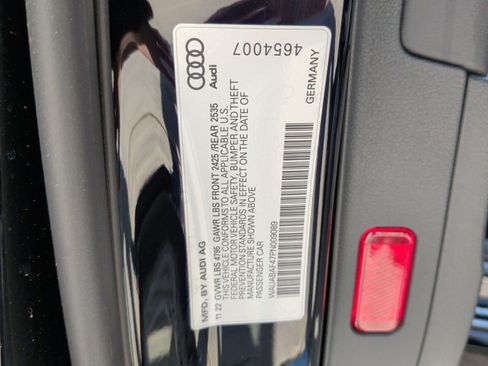 Audi
4654007
MFD. BY AUDI AG
11 22 GVWR LBS 4795 GAWR LBS FRONT 2425 /REAR 2535
THIS VEHICLE CONFORMS TO ALL APPLICABLE U.S.
FEDERAL MOTOR VEHICLE SAFETY, BUMPER AND THEFT
PREVENTION STANDARDS IN EFFECT ON THE DATE OF
MANUFACTURE SHOWN ABOVE
PASSENGER CAR
WAUABAF47PN009089
GERMANY